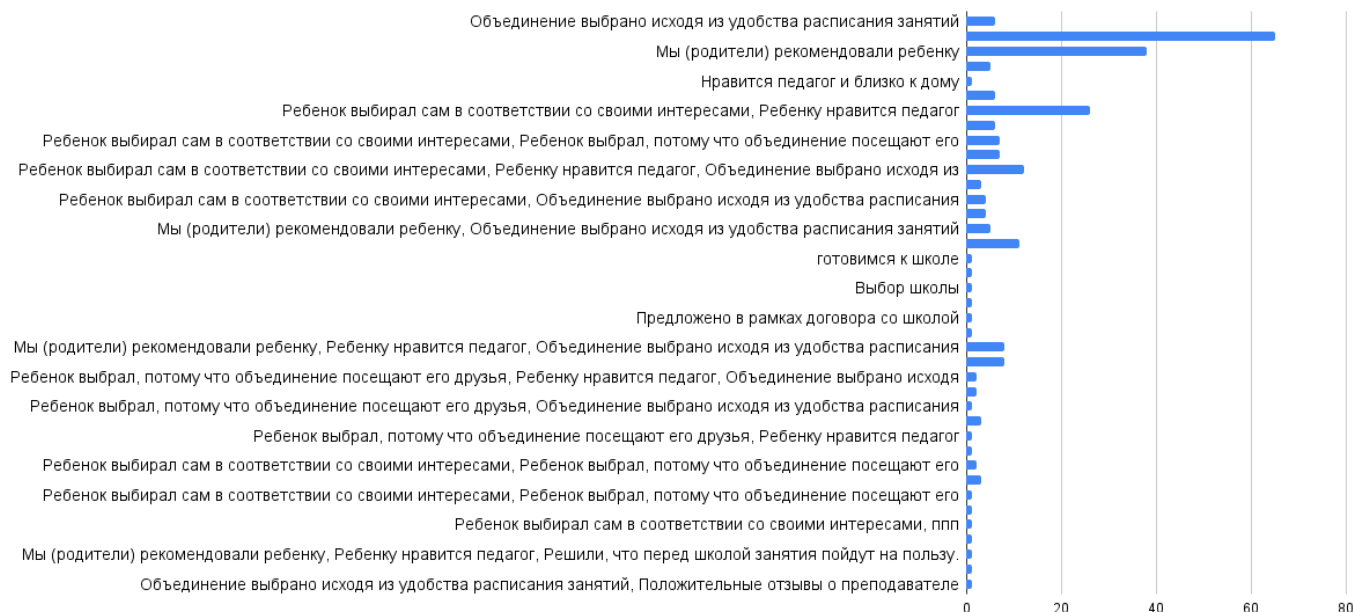 Объединение выбрано исходя из удобства расписания занятий
Мы (родители) рекомендовали ребенку
Нравится педагог и близко к дому
Ребенок выбирал сам в соответствии со своими интересами, Ребенку нравится педагог
Ребенок выбирал сам в соответствии со своими интересами, Ребенок выбрал, потому что объединение посещают его
Ребенок выбирал сам в соответствии со своими интересами, Ребенку нравится педагог, Объединение выбрано исходя из
Ребенок выбирал сам в соответствии со своими интересами, Объединение выбрано исходя из удобства расписания
Мы (родители) рекомендовали ребенку, Объединение выбрано исходя из удобства расписания занятий
готовимся к школе
Выбор школы
Предложено в рамках договора со школой
Мы (родители) рекомендовали ребенку, Ребенку нравится педагог, Объединение выбрано исходя из удобства расписания
Ребенок выбрал, потому что объединение посещают его друзья, Ребенку нравится педагог, Объединение выбрано исходя
Ребенок выбрал, потому что объединение посещают его друзья, Объединение выбрано исходя из удобства расписания
Ребенок выбрал, потому что объединение посещают его друзья, Ребенку нравится педагог
Ребенок выбирал сам в соответствии со своими интересами, Ребенок выбрал, потому что объединение посещают его
Ребенок выбирал сам в соответствии со своими интересами, Ребенок выбрал, потому что объединение посещают его
Ребенок выбирал сам в соответствии со своими интересами, ппп
Мы (родители) рекомендовали ребенку, Ребенку нравится педагог, Решили, что перед школой занятия пойдут на пользу.
Объединение выбрано исходя из удобства расписания занятий, Положительные отзывы о преподавателе
0 20 40 60 80